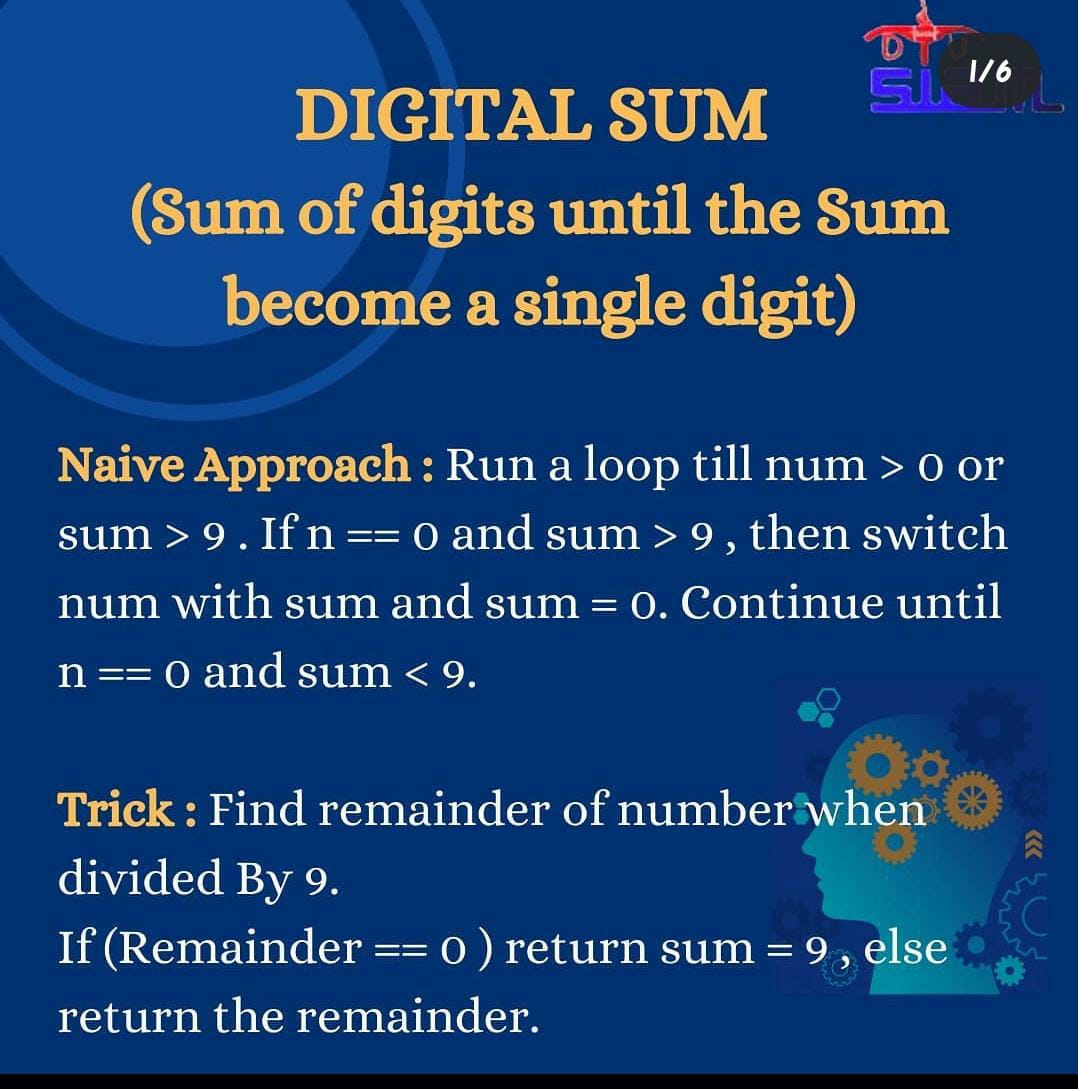 D T U
1/6
DIGITAL SUM
(Sum of digits until the Sum
become a single digit)
Naive Approach : Run a loop till num > 0 or
sum > 9 . If n == 0 and sum > 9 , then switch
num with sum and sum = 0. Continue until
n == 0 and sum < 9.
Trick : Find remainder of number when
divided By 9.
If (Remainder == 0 ) return sum = 9 , else
return the remainder.